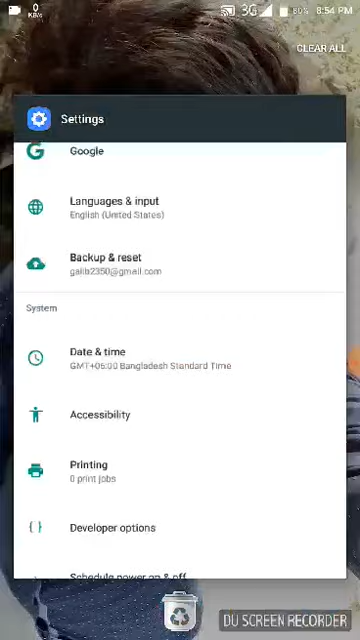 0
KB/s
3G
80%
8:54 PM
CLEAR ALL
Settings
Google
Languages & input
English (United States)
Backup & reset
galib2350@gmail.com
System
Date & time
GMT+06:00 Bangladesh Standard Time
Accessibility
Printing
0 print jobs
Developer options
Schedule power on & off
DU SCREEN RECORDER